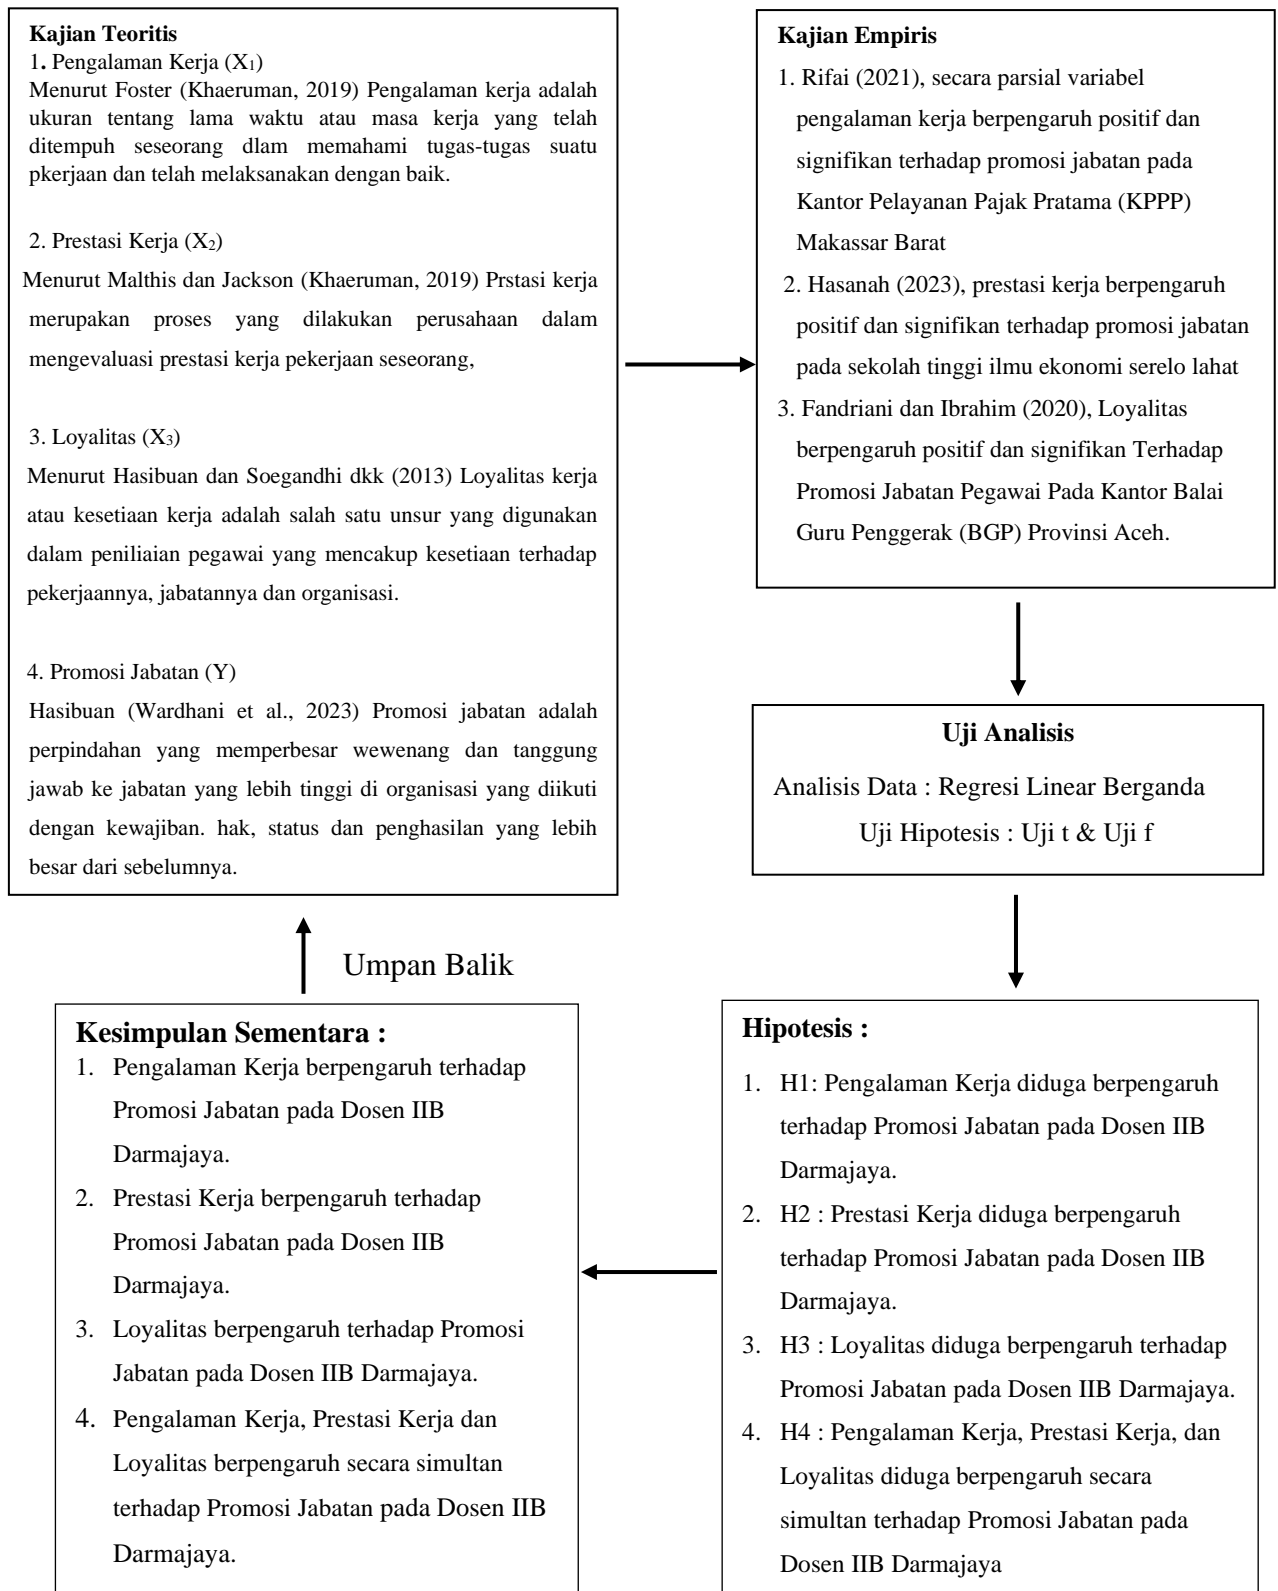 Kajian Teoritis
1. Pengalaman Kerja (X₁)
Menurut Foster (Khaeruman, 2019) Pengalaman kerja adalah
ukuran tentang lama waktu atau masa kerja yang telah
ditempuh seseorang dlam memahami tugas-tugas suatu
pkerjaan dan telah melaksanakan dengan baik.
2. Prestasi Kerja (X₂)
Menurut Malthis dan Jackson (Khaeruman, 2019) Prstasi kerja
merupakan proses yang dilakukan perusahaan dalam
mengevaluasi prestasi kerja pekerjaan seseorang,
3. Loyalitas (X₃)
Menurut Hasibuan dan Soegandhi dkk (2013) Loyalitas kerja
atau kesetiaan kerja adalah salah satu unsur yang digunakan
dalam peniliaian pegawai yang mencakup kesetiaan terhadap
pekerjaannya, jabatannya dan organisasi.
4. Promosi Jabatan (Y)
Hasibuan (Wardhani et al., 2023) Promosi jabatan adalah
perpindahan yang memperbesar wewenang dan tanggung
jawab ke jabatan yang lebih tinggi di organisasi yang diikuti
dengan kewajiban. hak, status dan penghasilan yang lebih
besar dari sebelumnya.
Kajian Empiris
1. Rifai (2021), secara parsial variabel
pengalaman kerja berpengaruh positif dan
signifikan terhadap promosi jabatan pada
Kantor Pelayanan Pajak Pratama (KPPP)
Makassar Barat
2. Hasanah (2023), prestasi kerja berpengaruh
positif dan signifikan terhadap promosi jabatan
pada sekolah tinggi ilmu ekonomi serelo lahat
3. Fandriani dan Ibrahim (2020), Loyalitas
berpengaruh positif dan signifikan Terhadap
Promosi Jabatan Pegawai Pada Kantor Balai
Guru Penggerak (BGP) Provinsi Aceh.
Uji Analisis
Analisis Data : Regresi Linear Berganda
Uji Hipotesis : Uji t & Uji f
Hipotesis :
1. H1: Pengalaman Kerja diduga berpengaruh
terhadap Promosi Jabatan pada Dosen IIB
Darmajaya.
2. H2 : Prestasi Kerja diduga berpengaruh
terhadap Promosi Jabatan pada Dosen IIB
Darmajaya.
3. H3 : Loyalitas diduga berpengaruh terhadap
Promosi Jabatan pada Dosen IIB Darmajaya.
4. H4 : Pengalaman Kerja, Prestasi Kerja, dan
Loyalitas diduga berpengaruh secara
simultan terhadap Promosi Jabatan pada
Dosen IIB Darmajaya
Kesimpulan Sementara :
1. Pengalaman Kerja berpengaruh terhadap
Promosi Jabatan pada Dosen IIB
Darmajaya.
2. Prestasi Kerja berpengaruh terhadap
Promosi Jabatan pada Dosen IIB
Darmajaya.
3. Loyalitas berpengaruh terhadap Promosi
Jabatan pada Dosen IIB Darmajaya.
4. Pengalaman Kerja, Prestasi Kerja dan
Loyalitas berpengaruh secara simultan
terhadap Promosi Jabatan pada Dosen IIB
Darmajaya.
Umpan Balik